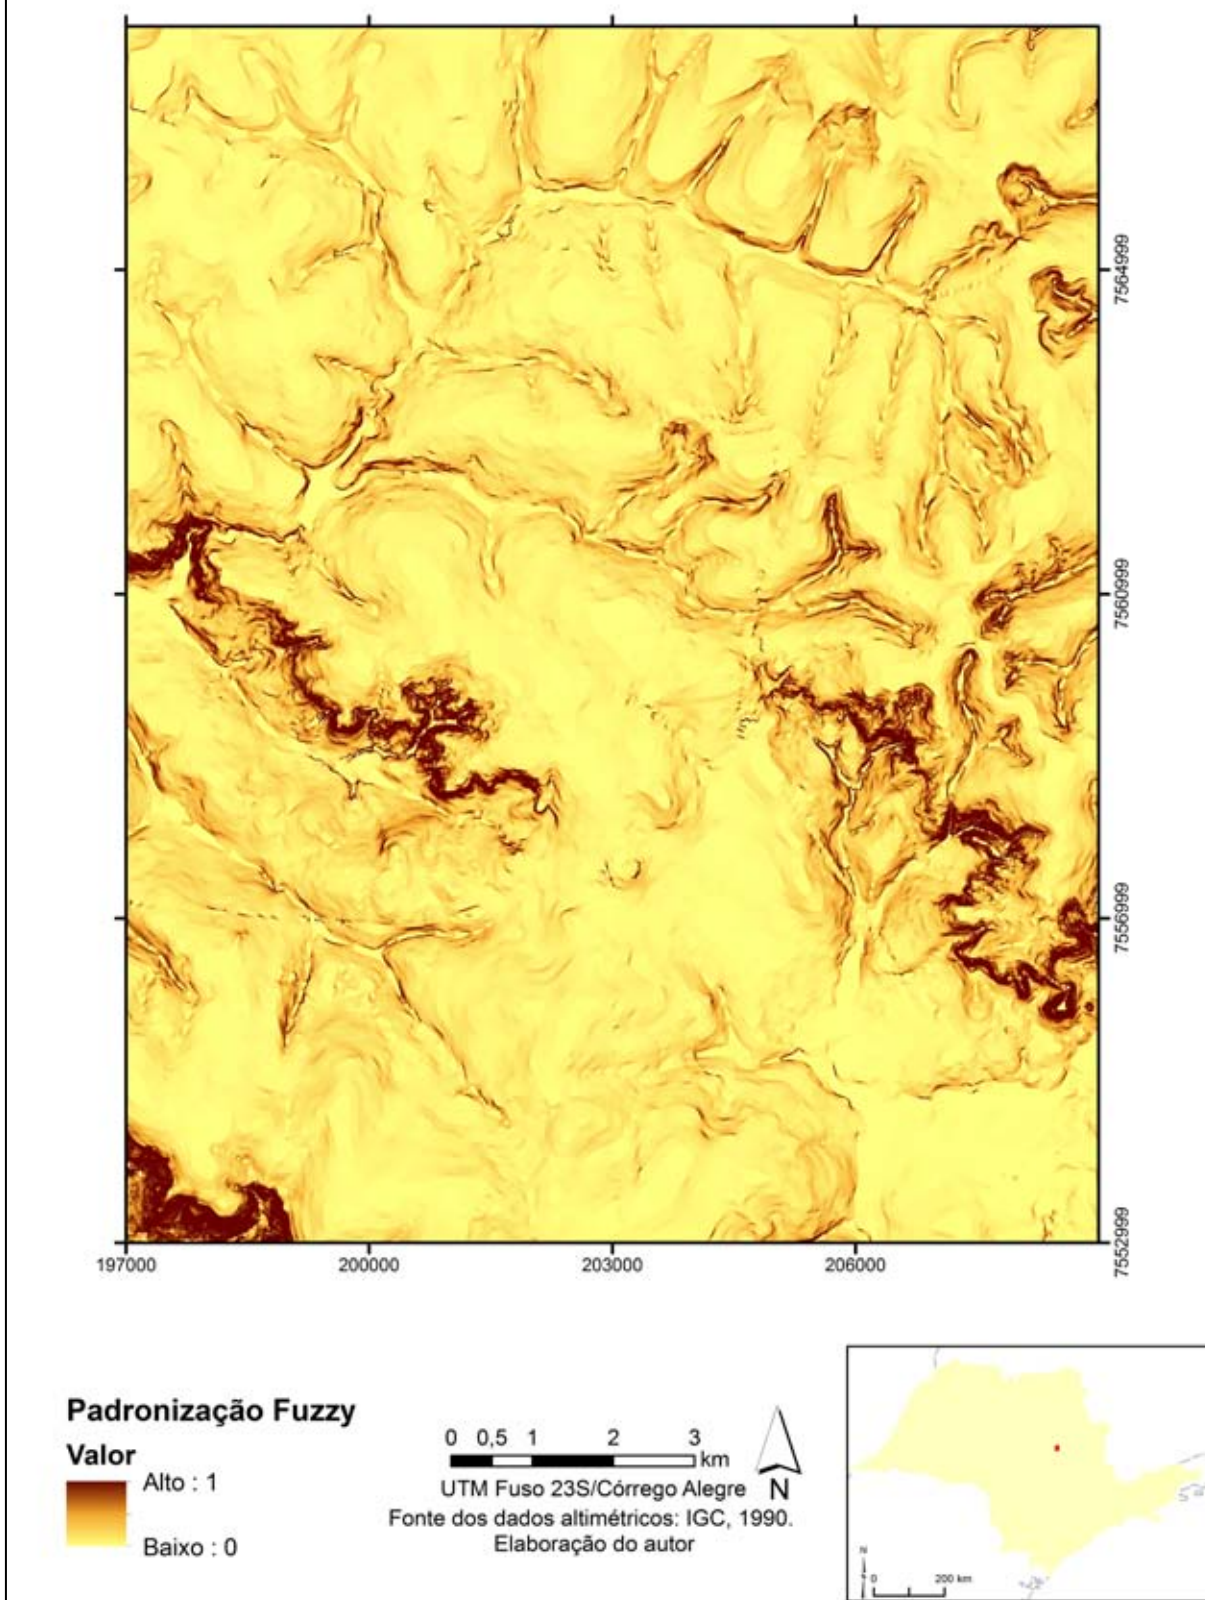 7564999
7560999
7556999
7552999
197000
200000
203000
206000
Padronização Fuzzy
Valor
Alto : 1
Baixo : 0
0 0,5 1 2 3
km
N
UTM Fuso 23S/Córrego Alegre
Fonte dos dados altimétricos: IGC, 1990.
Elaboração do autor
N
0 200 km